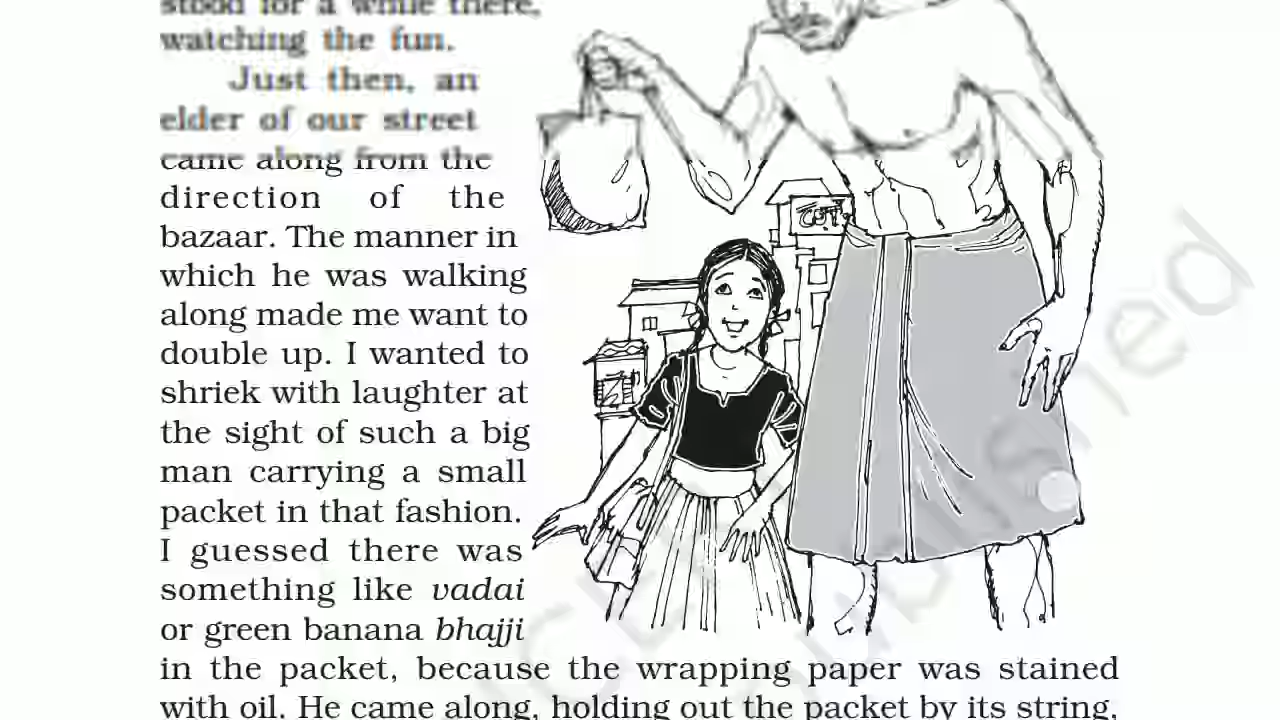 stood for a while there,
watching the fun.
Just then, an
elder of our street
came along from the
direction of the
bazaar. The manner in
which he was walking
along made me want to
double up. I wanted to
shriek with laughter at
the sight of such a big
man carrying a small
packet in that fashion.
I guessed there was
something like vadai
or green banana bhajji
in the packet, because the wrapping paper was stained
with oil. He came along, holding out the packet by its string,